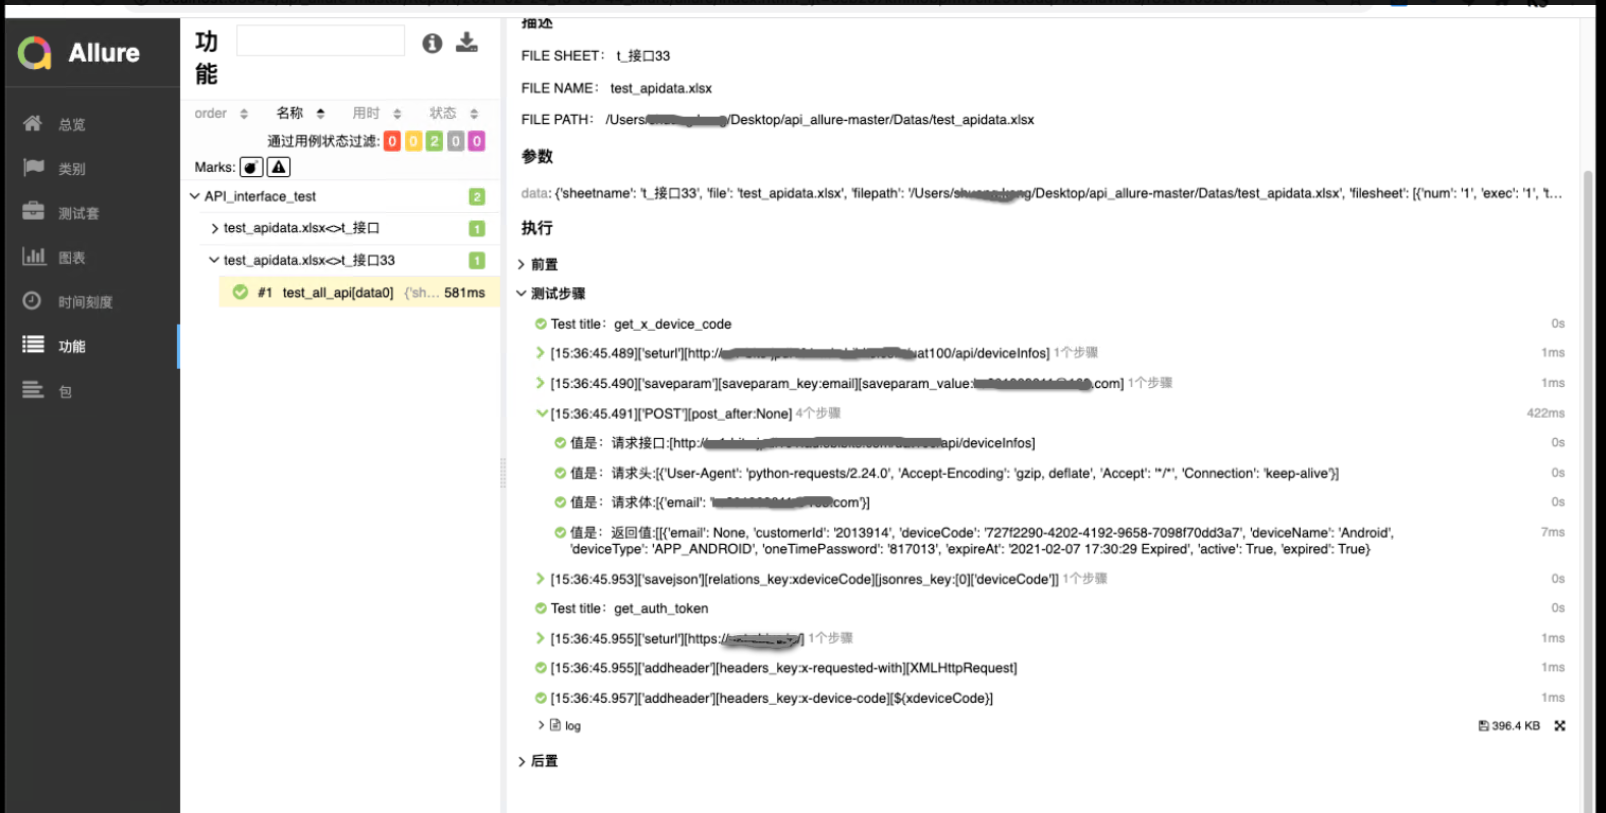 Allure
总览
类别
测试套
图表
时间刻度
功能
包
功能
order 名称 用时 状态
通过用例状态过滤: 0 0 2 0 0
Marks:
API_interface_test 2
test_apidata.xlsx<>t_接口 1
test_apidata.xlsx<>t_接口33 1
#1 test_all_api[data0] {'sh... 581ms
描述
FILE SHEET: t_接口33
FILE NAME: test_apidata.xlsx
FILE PATH: /Users/ /Desktop/api_allure-master/Datas/test_apidata.xlsx
参数
data: {'sheetname': 't_接口33', 'file': 'test_apidata.xlsx', 'filepath': '/Users/ /Desktop/api_allure-master/Datas/test_apidata.xlsx', 'filesheet': [{'num': '1', 'exec': '1', 't...
执行
前置
测试步骤
Test title: get_x_device_code 0s
[15:36:45.489]['seturl'][http:/ uat100/api/deviceInfos] 1个步骤 1ms
[15:36:45.490]['saveparam'][saveparam_key:email][saveparam_value: .com] 1个步骤 1ms
[15:36:45.491]['POST'][post_after:None] 4个步骤 422ms
值是: 请求接口:[http:/ api/deviceInfos] 0s
值是: 请求头:[{'User-Agent': 'python-requests/2.24.0', 'Accept-Encoding': 'gzip, deflate', 'Accept': '*/*', 'Connection': 'keep-alive'}] 0s
值是: 请求体:[{'email': ' .com'}] 0s
值是: 返回值:[[{'email': None, 'customerId': '2013914', 'deviceCode': '727f2290-4202-4192-9658-7098f70dd3a7', 'deviceName': 'Android', 7ms
'deviceType': 'APP_ANDROID', 'oneTimePassword': '817013', 'expireAt': '2021-02-07 17:30:29 Expired', 'active': True, 'expired': True}
[15:36:45.953]['savejson'][relations_key:xdeviceCode][jsonres_key:[0]['deviceCode']] 1个步骤 0s
Test title: get_auth_token 0s
[15:36:45.955]['seturl'][https:/ /] 1个步骤 1ms
[15:36:45.955]['addheader'][headers_key:x-requested-with][XMLHttpRequest] 1ms
[15:36:45.957]['addheader'][headers_key:x-device-code][${xdeviceCode}] 1ms
log 396.4 KB
后置